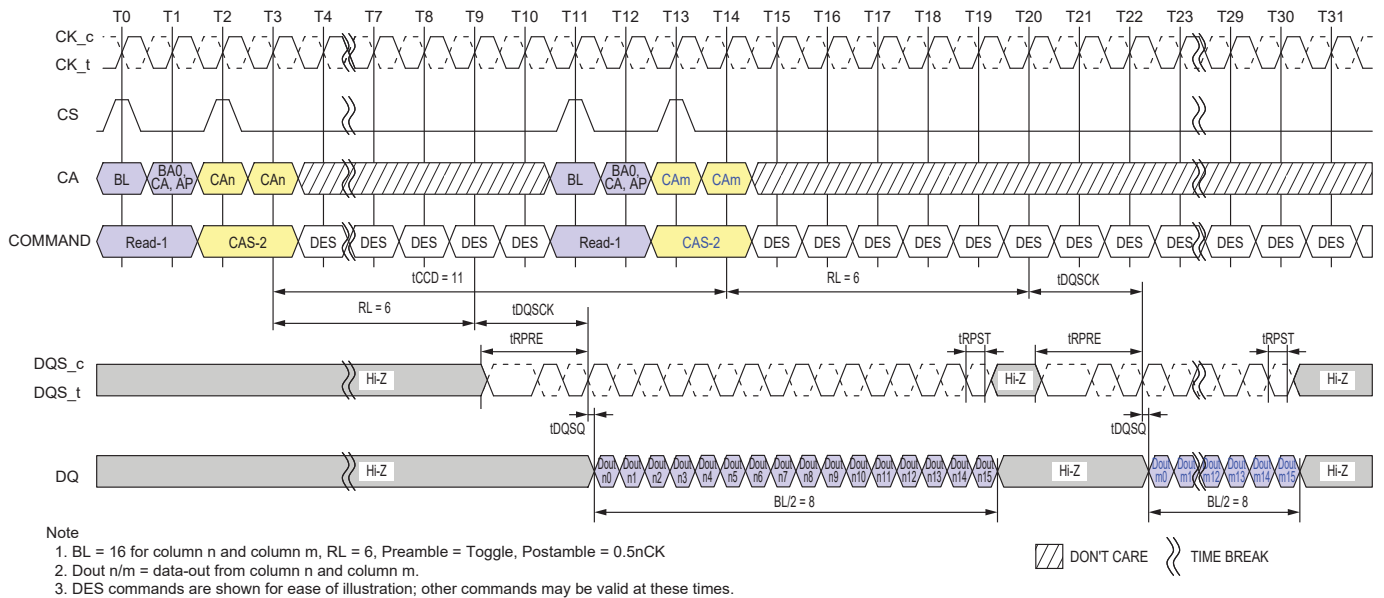 T0 T1 T2 T3 T4 T7 T8 T9 T10 T11 T12 T13 T14 T15 T16 T17 T18 T19 T20 T21 T22 T23 T29 T30 T31
CK_c
CK_t
CS
CA BL BA0, CA, AP CAn CAn BL BA0, CA, AP CAm CAm
COMMAND Read-1 CAS-2 DES DES DES DES DES Read-1 CAS-2 DES DES DES DES DES DES DES DES DES DES DES DES
tCCD = 11 RL = 6 tDQSCK
RL = 6 tDQSCK
tRPRE tRPST tRPRE tRPST
DQS_c
DQS_t
Hi-Z Hi-Z Hi-Z
tDQSQ tDQSQ
DQ Hi-Z Dout n0 Dout n1 Dout n2 Dout n3 Dout n4 Dout n5 Dout n6 Dout n7 Dout n8 Dout n9 Dout n10 Dout n11 Dout n12 Dout n13 Dout n14 Dout n15 Hi-Z Dout m0 Dout m1 Dout m12 Dout m13 Dout m14 Dout m15 Hi-Z
BL/2 = 8 BL/2 = 8
Note
1. BL = 16 for column n and column m, RL = 6, Preamble = Toggle, Postamble = 0.5nCK
2. Dout n/m = data-out from column n and column m.
3. DES commands are shown for ease of illustration; other commands may be valid at these times.
DON'T CARE TIME BREAK